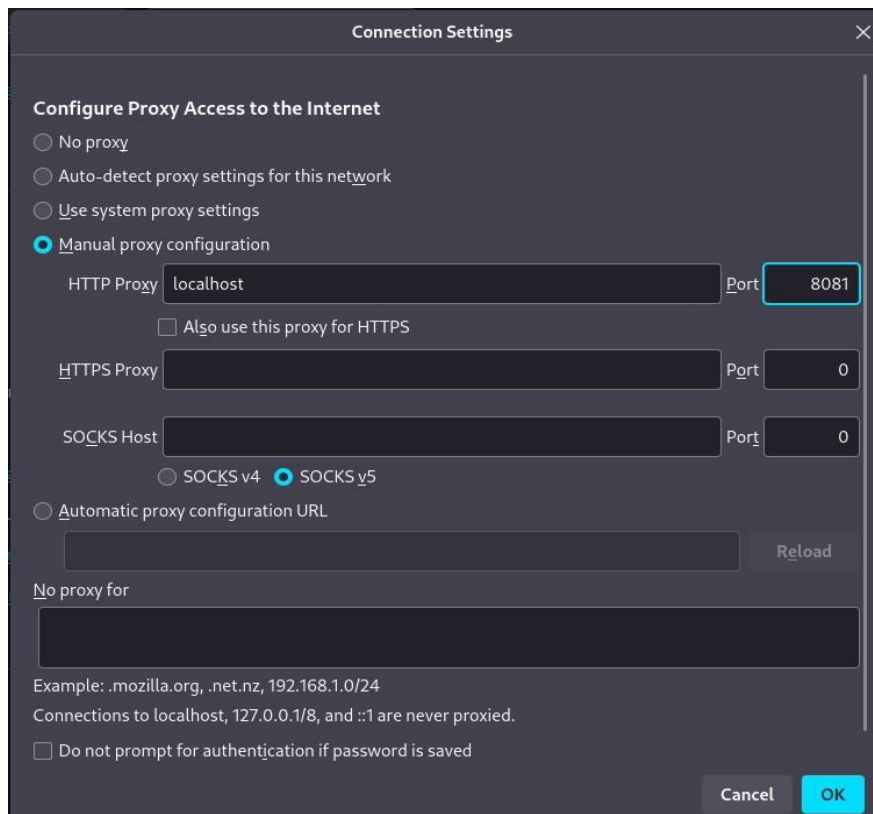 Connection Settings
Configure Proxy Access to the Internet
No proxy
Auto-detect proxy settings for this network
Use system proxy settings
Manual proxy configuration
HTTP Proxy localhost Port 8081
Also use this proxy for HTTPS
HTTPS Proxy Port 0
SOCKS Host Port 0
SOCKS v4 SOCKS v5
Automatic proxy configuration URL
Reload
No proxy for
Example: .mozilla.org, .net.nz, 192.168.1.0/24
Connections to localhost, 127.0.0.1/8, and ::1 are never proxied.
Do not prompt for authentication if password is saved
Cancel OK